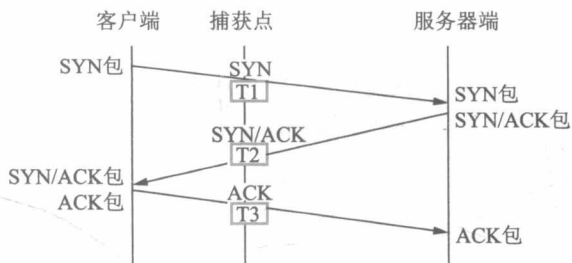 客户端 捕获点 服务器端
SYN包 SYN
T1 SYN包
SYN/ACK SYN/ACK包
T2
SYN/ACK包 ACK
ACK包 T3
ACK包